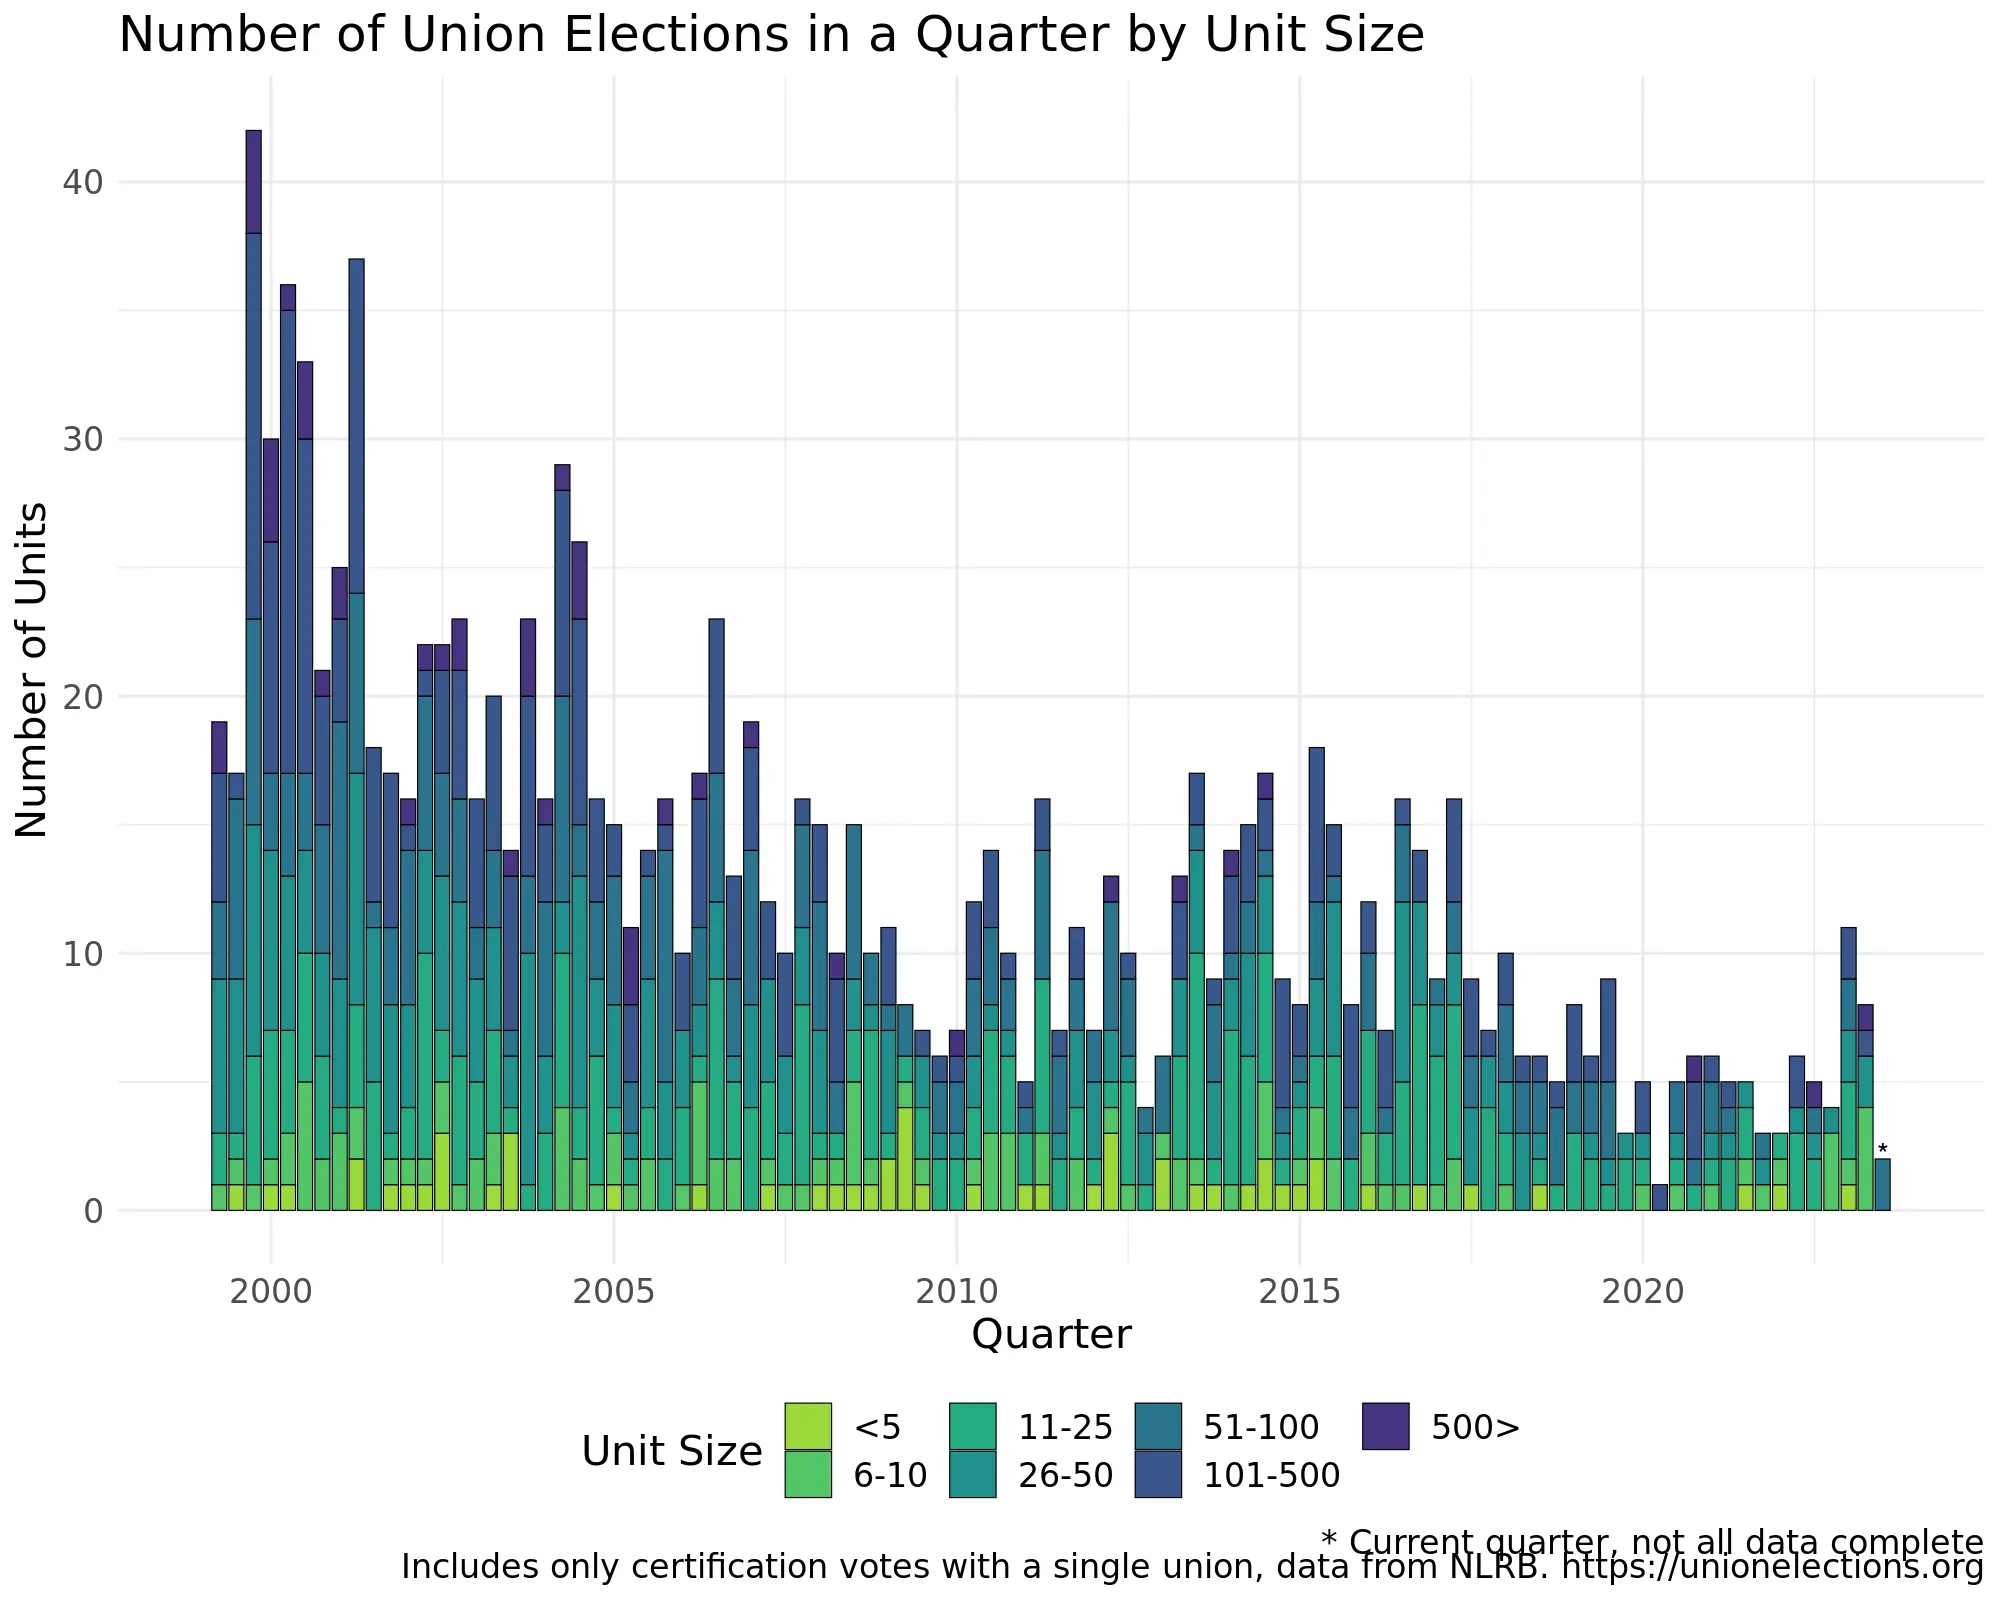 Number of Union Elections in a Quarter by Unit Size
Number of Units
40
30
20
10
0
*
2000 2005 2010 2015 2020
Quarter
Unit Size
<5 11-25 51-100 500>
6-10 26-50 101-500
* Current quarter, not all data complete
Includes only certification votes with a single union, data from NLRB. https://unionelections.org